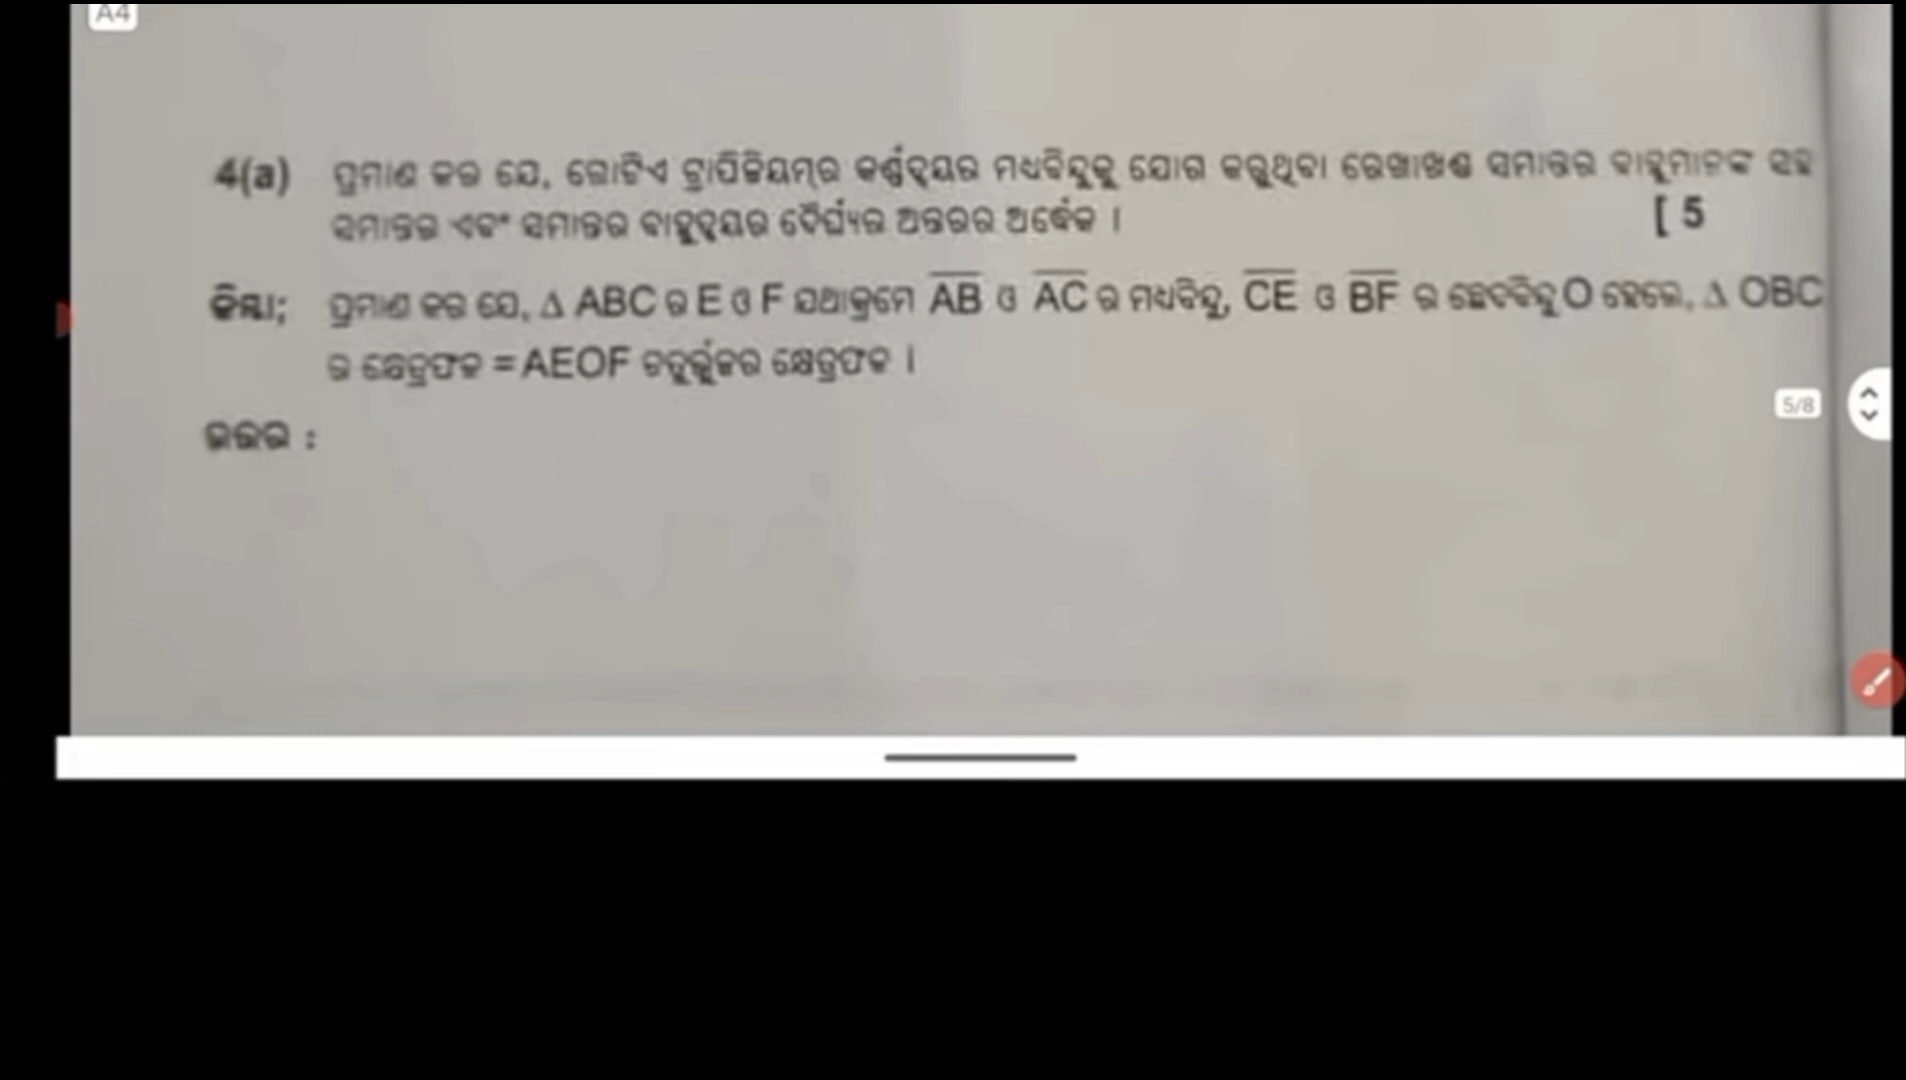 A4
4(a) ପ୍ରମାଣ କର ଯେ, ଗୋଟିଏ ଟ୍ରାପିଜିୟମ୍‌ର କର୍ଣ୍ଣଦ୍ୱୟର ମଧ୍ୟବିନ୍ଦୁକୁ ଯୋଗ କରୁଥିବା ରେଖାଖଣ୍ଡ ସମାନ୍ତର ବାହୁମାନଙ୍କ ସହ
ସମାନ୍ତର ଏବଂ ସମାନ୍ତର ବାହୁଦ୍ୱୟର ଦୈର୍ଘ୍ୟର ଅନ୍ତରର ଅର୍ଦ୍ଧେକ । [ 5
କିମ୍ବା; ପ୍ରମାଣ କର ଯେ, Δ ABC ର E ଓ F ଯଥାକ୍ରମେ AB ଓ AC ର ମଧ୍ୟବିନ୍ଦୁ, CE ଓ BF ର ଛେଦବିନ୍ଦୁ O ହେଲେ, Δ OBC
ର କ୍ଷେତ୍ରଫଳ = AEOF ଚତୁର୍ଭୁଜର କ୍ଷେତ୍ରଫଳ ।
5/8
ଉତ୍ତର :